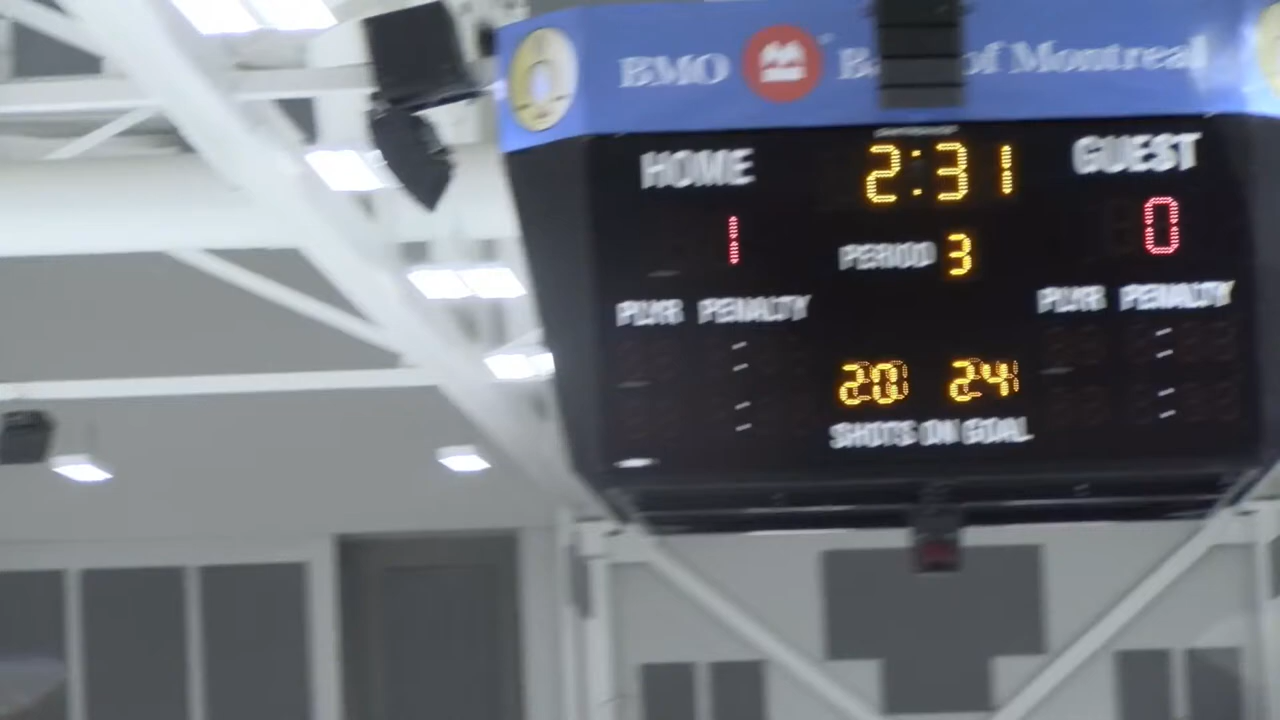 BMO Bank of Montreal
HOME 2:31 GUEST
1 PERIOD 3 0
PLYR PENALTY PLYR PENALTY
20 24
SHOTS ON GOAL